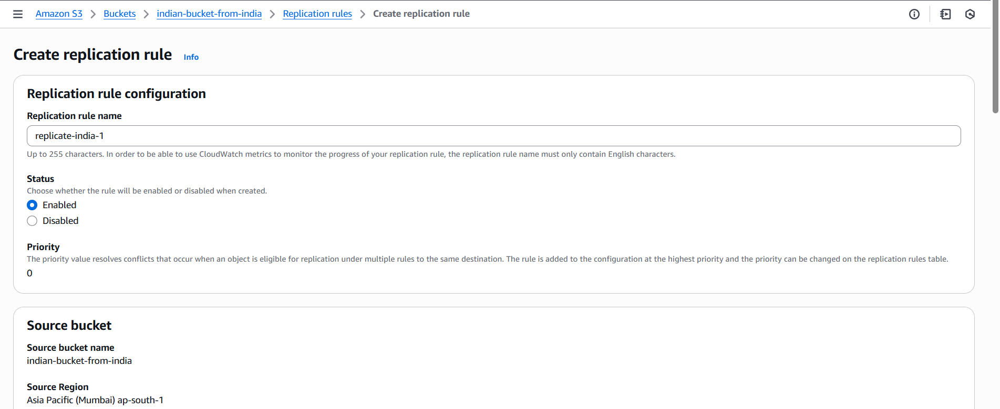 Amazon S3 > Buckets > indian-bucket-from-india > Replication rules > Create replication rule
Create replication rule Info
Replication rule configuration
Replication rule name
replicate-india-1
Up to 255 characters. In order to be able to use CloudWatch metrics to monitor the progress of your replication rule, the replication rule name must only contain English characters.
Status
Choose whether the rule will be enabled or disabled when created.
Enabled
Disabled
Priority
The priority value resolves conflicts that occur when an object is eligible for replication under multiple rules to the same destination. The rule is added to the configuration at the highest priority and the priority can be changed on the replication rules table.
0
Source bucket
Source bucket name
indian-bucket-from-india
Source Region
Asia Pacific (Mumbai) ap-south-1